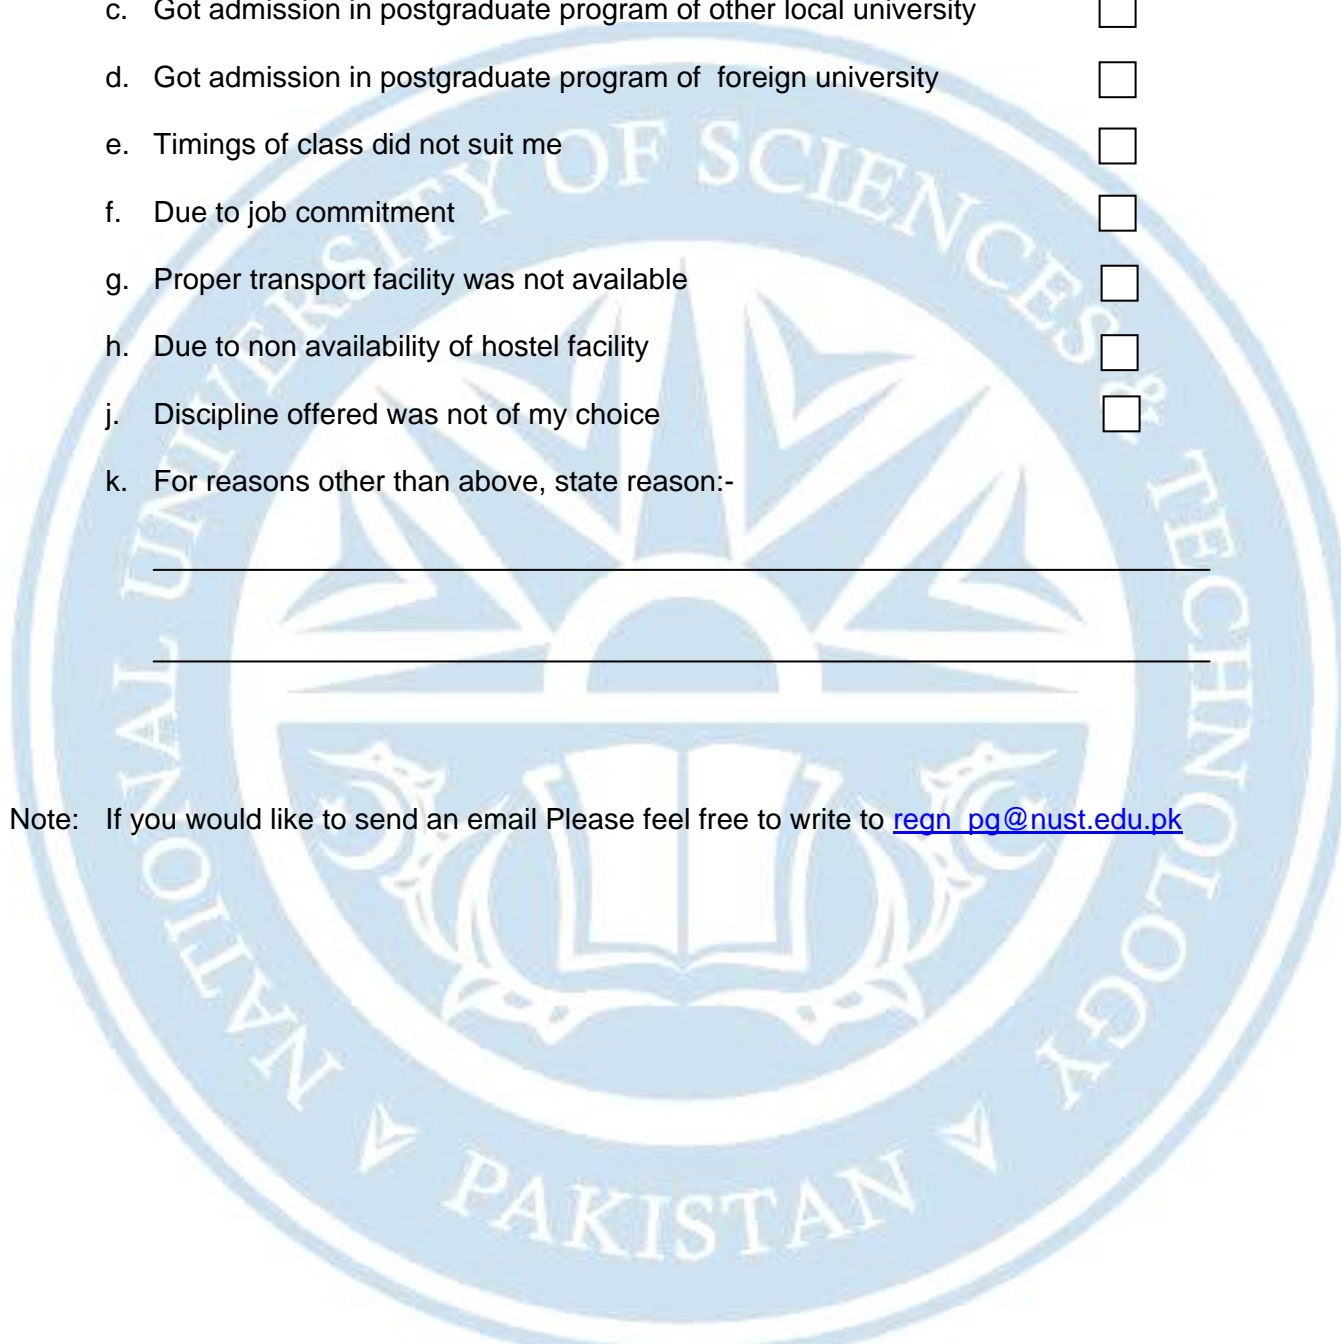 c. Got admission in postgraduate program of other local university
d. Got admission in postgraduate program of foreign university
e. Timings of class did not suit me
f. Due to job commitment
g. Proper transport facility was not available
h. Due to non availability of hostel facility
j. Discipline offered was not of my choice
k. For reasons other than above, state reason:-
Note: If you would like to send an email Please feel free to write to regn_pg@nust.edu.pk
NATIONAL UNIVERSITY OF SCIENCES & TECHNOLOGY
PAKISTAN